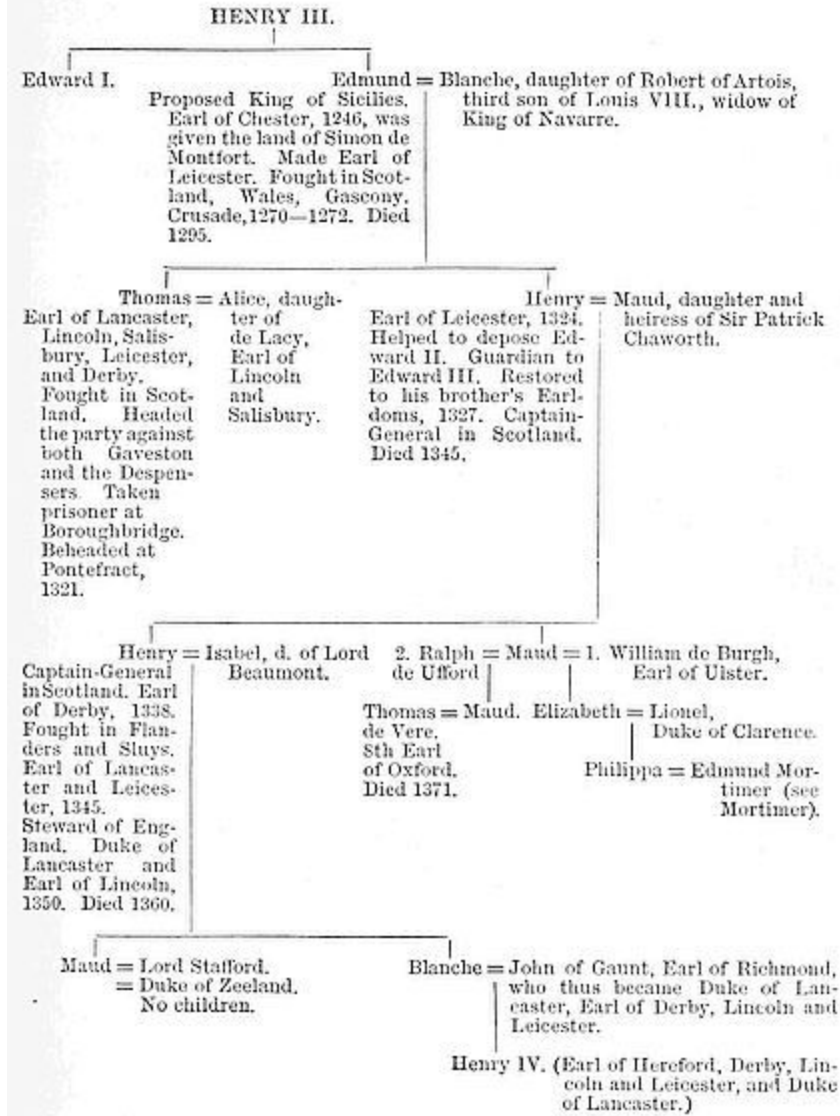 HENRY III.
Edward I.
Edmund = Blanche, daughter of Robert of Artois,
third son of Louis VIII., widow of
King of Navarre.
Proposed King of Sicilies.
Earl of Chester, 1246, was
given the land of Simon de
Montfort. Made Earl of
Leicester. Fought in Scot-
land, Wales, Gascony.
Crusade, 1270—1272. Died
1295.
Thomas = Alice, daugh-
ter of
de Lacy,
Earl of
Lincoln
and
Salisbury.
Earl of Lancaster,
Lincoln, Salis-
bury, Leicester,
and Derby.
Fought in Scot-
land. Headed
the party against
both Gaveston
and the Despen-
sers. Taken
prisoner at
Boroughbridge.
Beheaded at
Pontefract,
1321.
Henry = Maud, daughter and
heiress of Sir Patrick
Chaworth.
Earl of Leicester, 1324.
Helped to depose Ed-
ward II. Guardian to
Edward III. Restored
to his brother's Earl-
doms, 1327. Captain-
General in Scotland.
Died 1345.
Henry = Isabel, d. of Lord
Beaumont.
Captain-General
in Scotland. Earl
of Derby, 1338.
Fought in Flan-
ders and Sluys.
Earl of Lancas-
ter and Leices-
ter, 1345.
Steward of Eng-
land. Duke of
Lancaster and
Earl of Lincoln,
1350. Died 1360.
2. Ralph = Maud = 1. William de Burgh,
de Ufford
Earl of Ulster.
Thomas = Maud.
de Vere.
8th Earl
of Oxford.
Died 1371.
Elizabeth = Lionel,
Duke of Clarence.
Philippa = Edmund Mor-
timer (see
Mortimer).
Maud = Lord Stafford.
= Duke of Zeeland.
No children.
Blanche = John of Gaunt, Earl of Richmond,
who thus became Duke of Lan-
caster, Earl of Derby, Lincoln and
Leicester.
Henry IV. (Earl of Hereford, Derby, Lin-
coln and Leicester, and Duke
of Lancaster.)